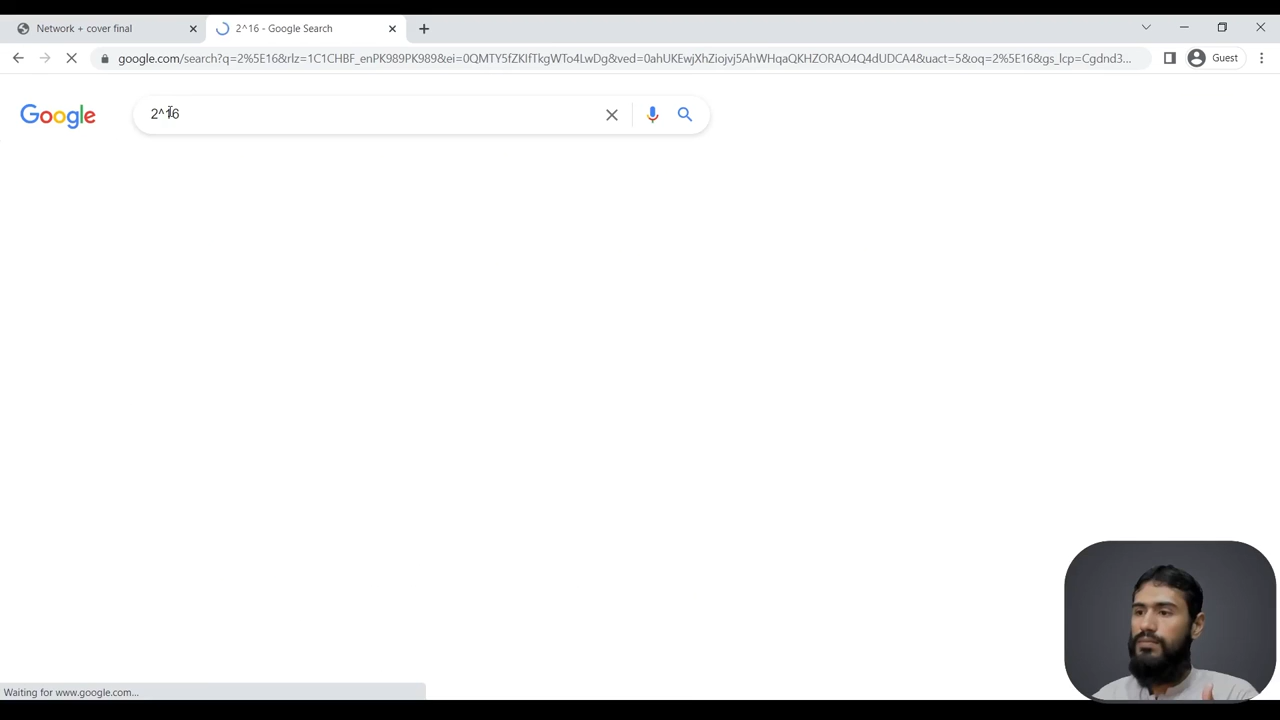 Network + cover final
2^16 - Google Search
google.com/search?q=2%5E16&rlz=1C1CHBF_enPK989PK989&ei=0QMTY5fZKIfTkgWTo4LwDg&ved=0ahUKEwjXhZiojvj5AhWHqaQKHZORAO4Q4dUDCA4&uact=5&oq=2%5E16&gs_lcp=Cgdnd3...
Guest
Google
2^16
Waiting for www.google.com...